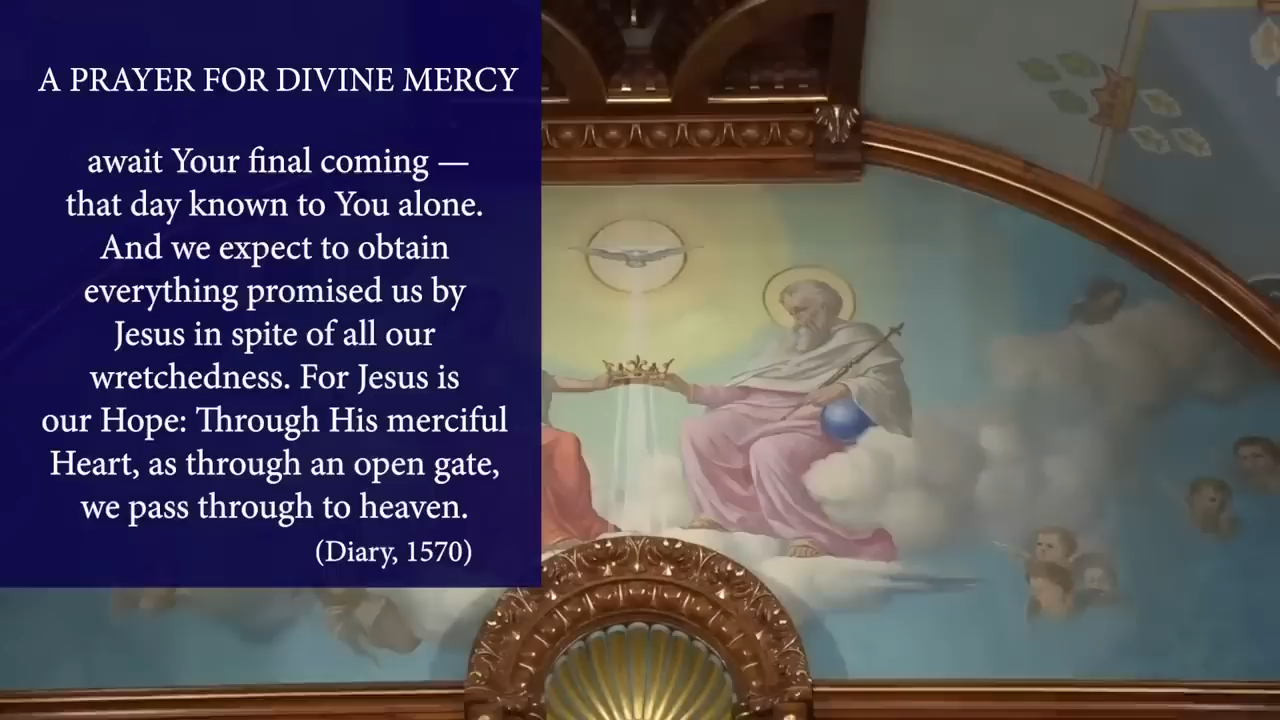 A PRAYER FOR DIVINE MERCY
await Your final coming —
that day known to You alone.
And we expect to obtain
everything promised us by
Jesus in spite of all our
wretchedness. For Jesus is
our Hope: Through His merciful
Heart, as through an open gate,
we pass through to heaven.
(Diary, 1570)